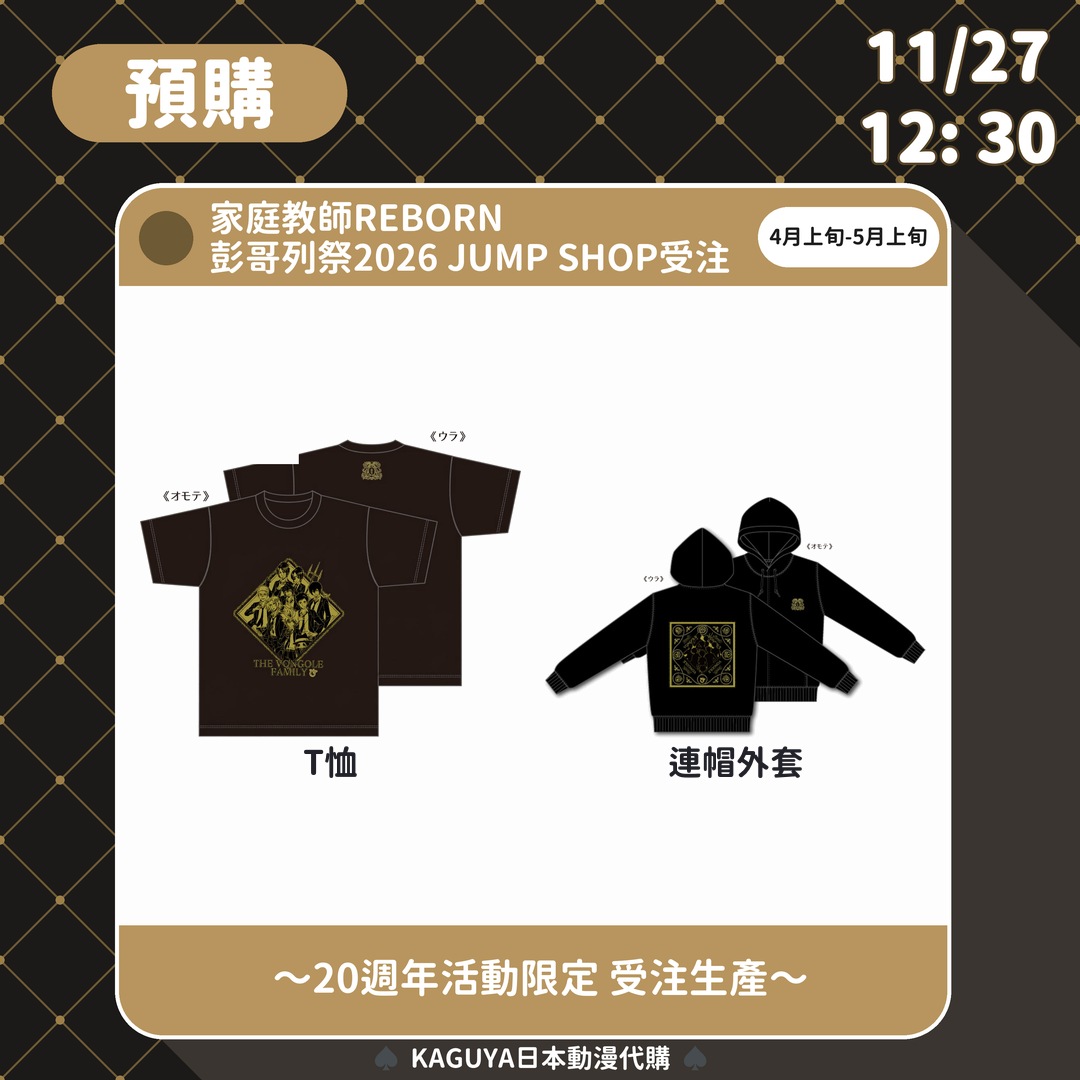 預購
11/27
12: 30
家庭教師REBORN
彭哥列祭2026 JUMP SHOP受注
4月上旬-5月上旬
《ウラ》
《オモテ》
THE VONGOLE
FAMILY
T恤
《オモテ》
《ウラ》
連帽外套
～20週年活動限定 受注生產～
KAGUYA日本動漫代購